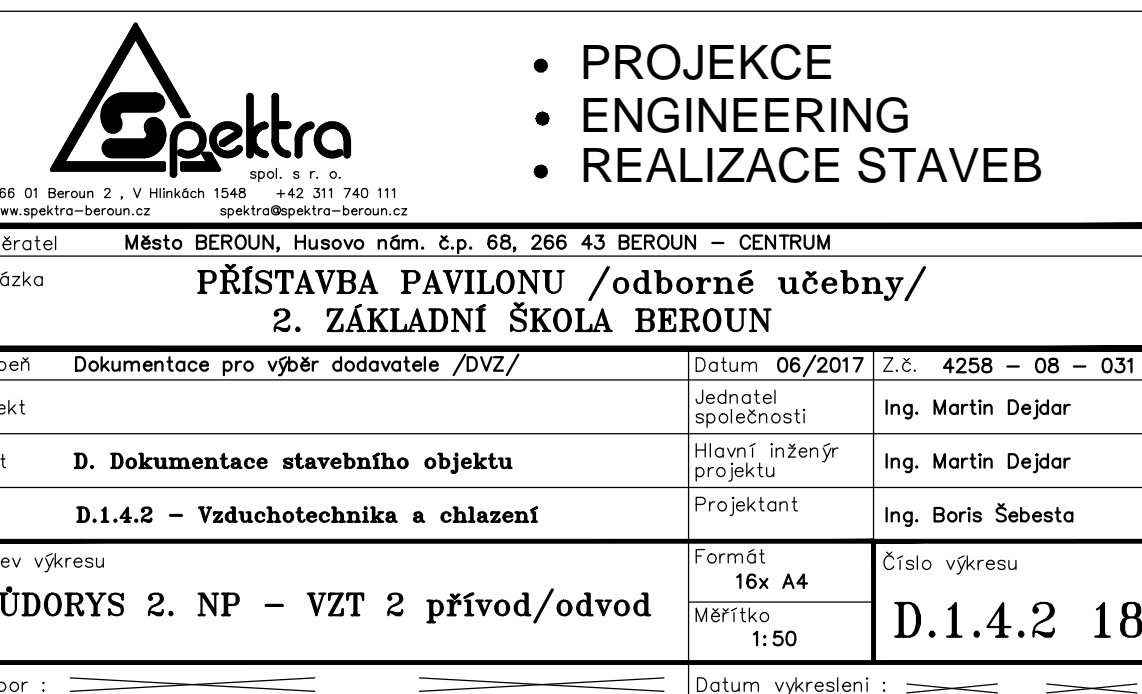 • PROJEKCE
• ENGINEERING
• REALIZACE STAVEB
Spektra
spol. s r. o.
66 01 Beroun 2 , V Hlinkách 1548 +42 311 740 111
ww.spektra-beroun.cz spektra@spektra-beroun.cz
ěratel Město BEROUN, Husovo nám. č.p. 68, 266 43 BEROUN - CENTRUM
ázka PŘÍSTAVBA PAVILONU /odborné učebny/
2. ZÁKLADNÍ ŠKOLA BEROUN
peň Dokumentace pro výběr dodavatele /DVZ/ Datum 06/2017 Z.č. 4258 - 08 - 031
ekt Jednatel společnosti Ing. Martin Dejdar
t D. Dokumentace stavebního objektu Hlavní inženýr projektu Ing. Martin Dejdar
D.1.4.2 - Vzduchotechnika a chlazení Projektant Ing. Boris Šebesta
ev výkresu Formát 16x A4 Číslo výkresu
ŮDORYS 2. NP - VZT 2 přívod/odvod Měřítko 1:50 D.1.4.2 18
por : Datum vykresleni :